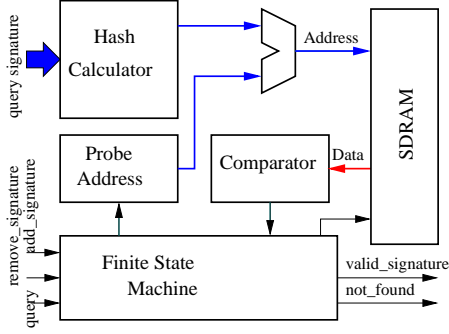 query signature
Hash
Calculator
Address
SDRAM
Probe
Address
Comparator
Data
remove_signature
add_signature
query
Finite State
Machine
valid_signature
not_found